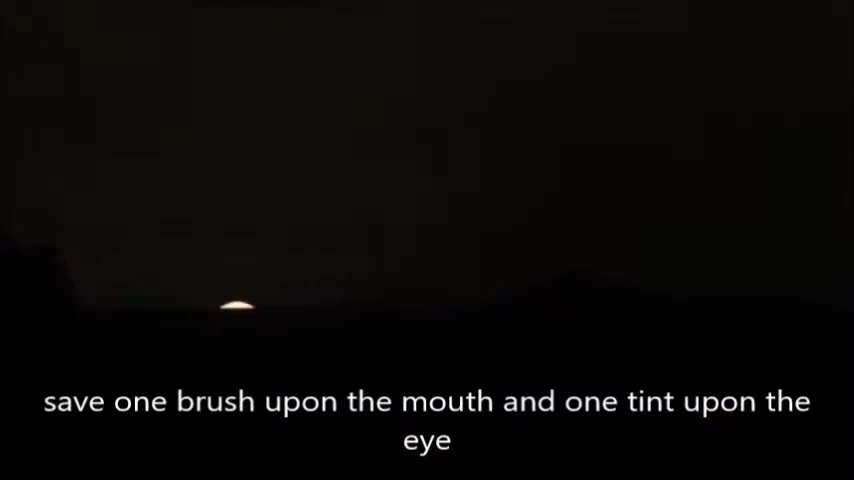 save one brush upon the mouth and one tint upon the
eye